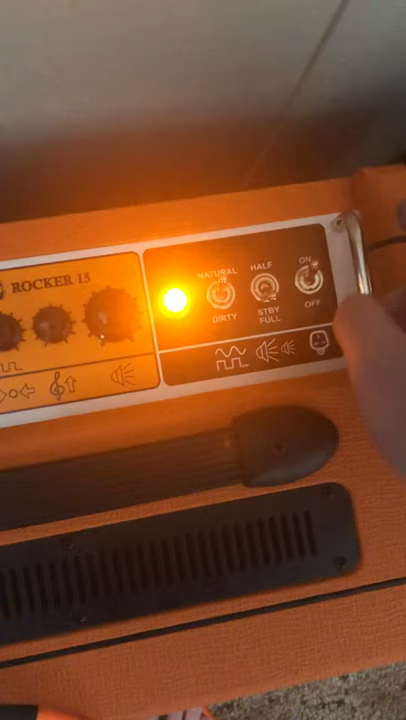 ROCKER 15
NATURAL
DIRTY
HALF
STBY
FULL
ON
OFF